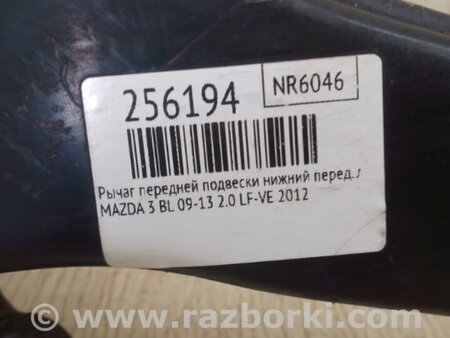 256194
NR6046
Рычаг передней подвески нижний перед.л
MAZDA 3 BL 09-13 2.0 LF-VE 2012
© www.razborki.com